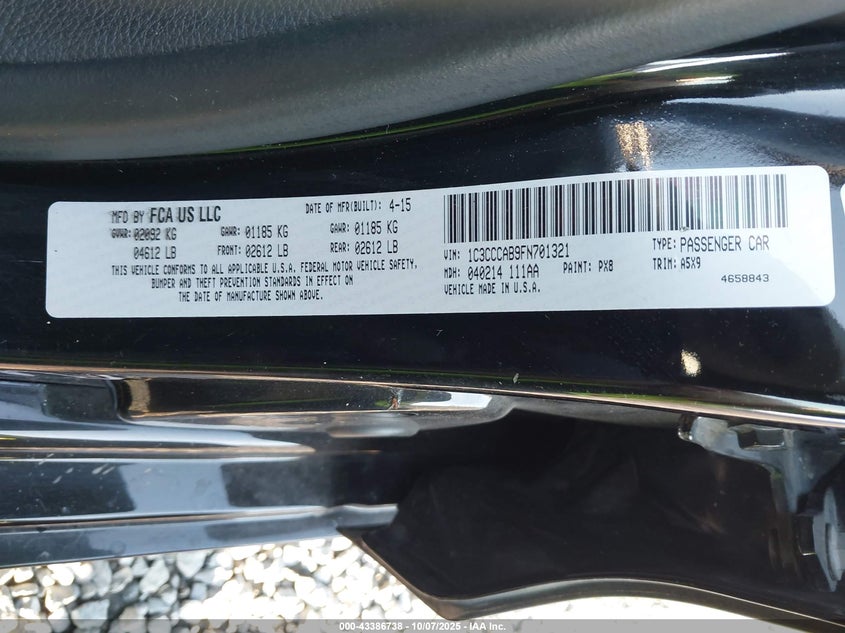 MFD BY FCA US LLC
DATE OF MFR(BUILT): 4-15
GVWR: 02092 KG
GAWR: 01185 KG
GAWR: 01185 KG
04612 LB
FRONT: 02612 LB
REAR: 02612 LB
THIS VEHICLE CONFORMS TO ALL APPLICABLE U.S.A. FEDERAL MOTOR VEHICLE SAFETY,
BUMPER AND THEFT PREVENTION STANDARDS IN EFFECT ON
THE DATE OF MANUFACTURE SHOWN ABOVE.
VIN: 1C3CCCAB9FN701321
TYPE: PASSENGER CAR
MDH: 040214 111AA
PAINT: PX8
TRIM: A5X9
VEHICLE MADE IN U.S.A.
4658843
000-43386738 - 10/07/2025 - IAA Inc.